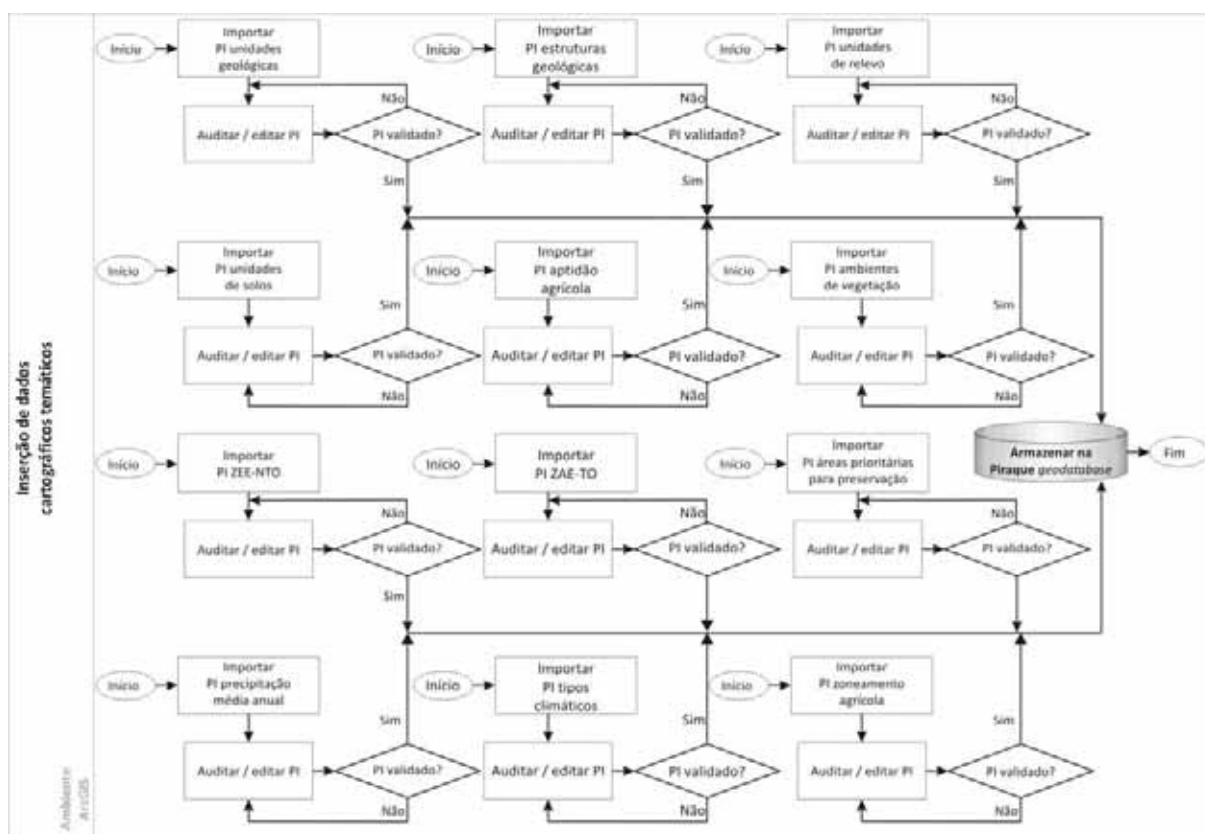 Inserção de dados
cartográficos temáticos
Ambiente
ArcGIS
Início
Importar
PI unidades
geológicas
Auditar / editar PI
PI validado?
Não
Sim
Início
Importar
PI estruturas
geológicas
Auditar / editar PI
PI validado?
Não
Sim
Início
Importar
PI unidades
de relevo
Auditar / editar PI
PI validado?
Não
Sim
Início
Importar
PI unidades
de solos
Auditar / editar PI
PI validado?
Sim
Não
Início
Importar
PI aptidão
agrícola
Auditar / editar PI
PI validado?
Sim
Não
Início
Importar
PI ambientes
de vegetação
Auditar / editar PI
PI validado?
Sim
Não
Armazenar na
Piraque geodatabase
Fim
Início
Importar
PI ZEE-NTO
Auditar / editar PI
PI validado?
Não
Sim
Início
Importar
PI ZAE-TO
Auditar / editar PI
PI validado?
Não
Início
Importar
PI áreas prioritárias
para preservação
Auditar / editar PI
PI validado?
Não
Início
Importar
PI precipitação
média anual
Auditar / editar PI
PI validado?
Sim
Não
Início
Importar
PI tipos
climáticos
Auditar / editar PI
PI validado?
Sim
Não
Início
Importar
PI zoneamento
agrícola
Auditar / editar PI
PI validado?
Sim
Não